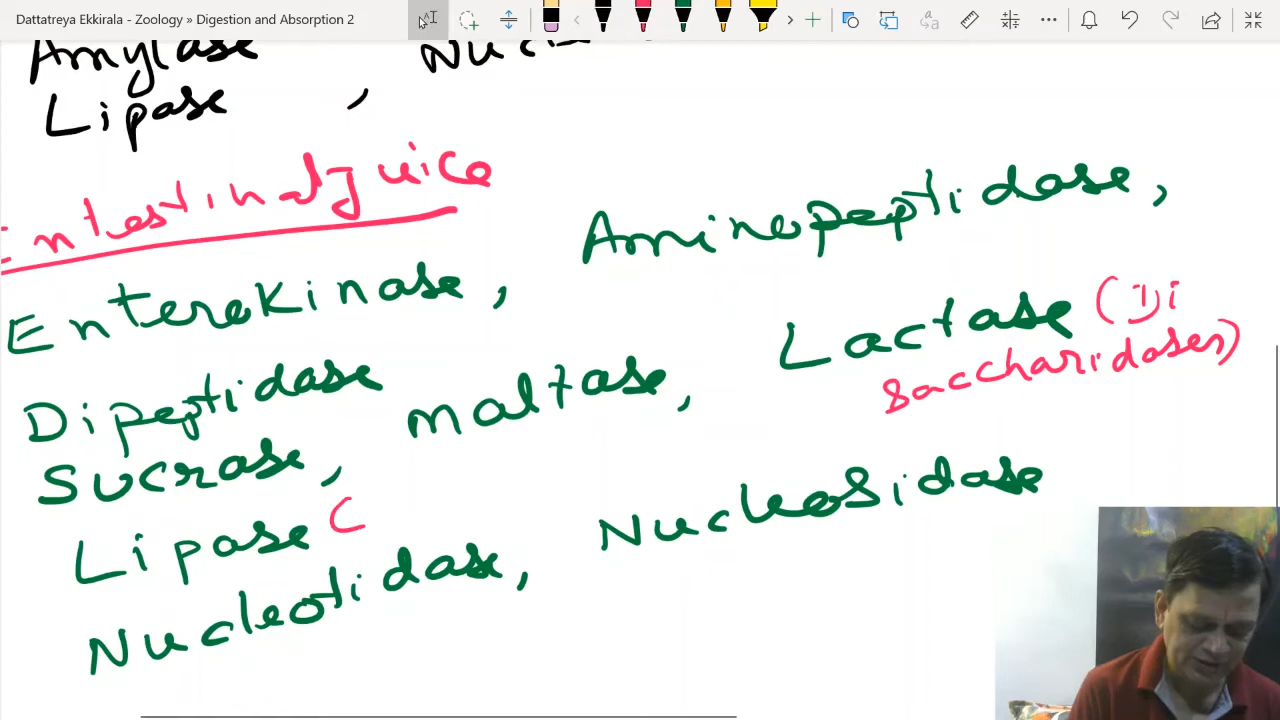 Dattatreya Ekkirala - Zoology » Digestion and Absorption 2
Amylase
Lipase ,
Intestinal Juice
Enterokinase, Aminopeptidase,
Dipeptidase
Sucrase, maltase, Lactase (Di
saccharidases)
Lipase (
Nucleotidase, Nucleosidase